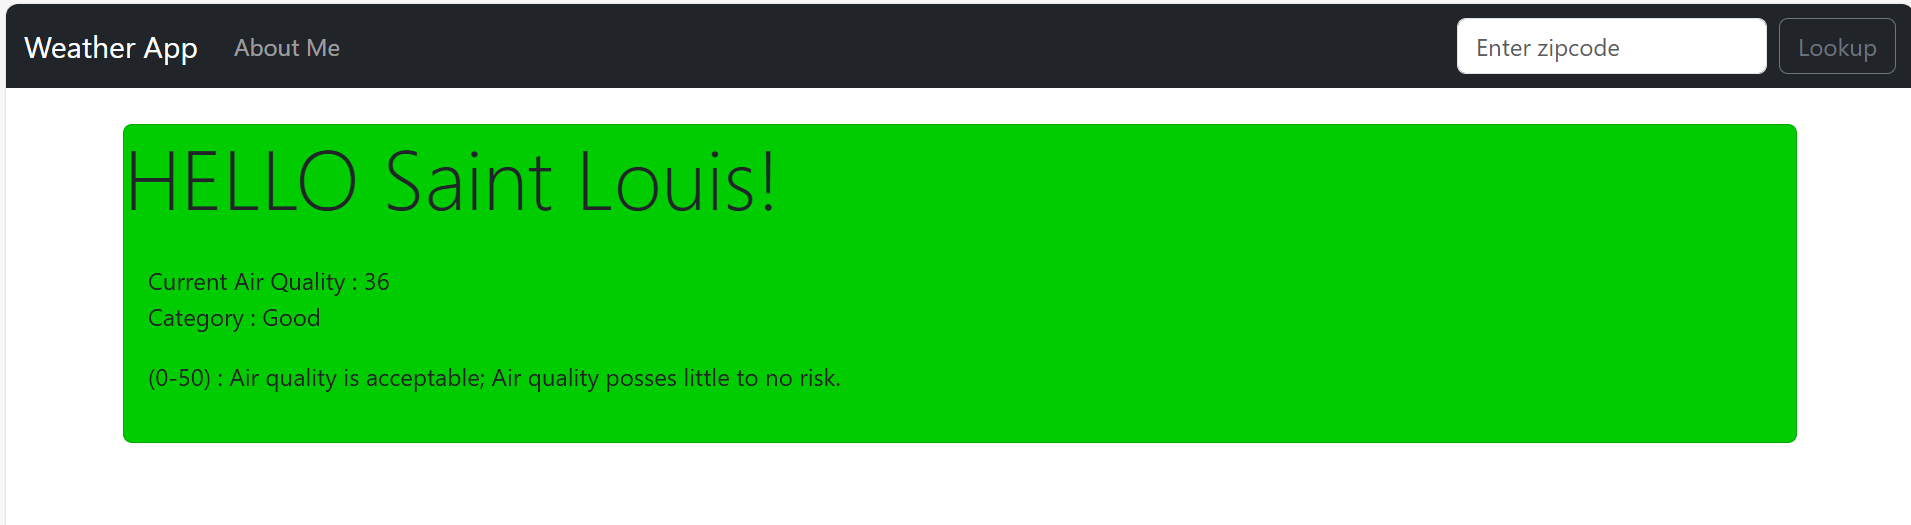 Weather App About Me Enter zipcode Lookup
HELLO Saint Louis!
Current Air Quality : 36
Category : Good
(0-50) : Air quality is acceptable; Air quality posses little to no risk.